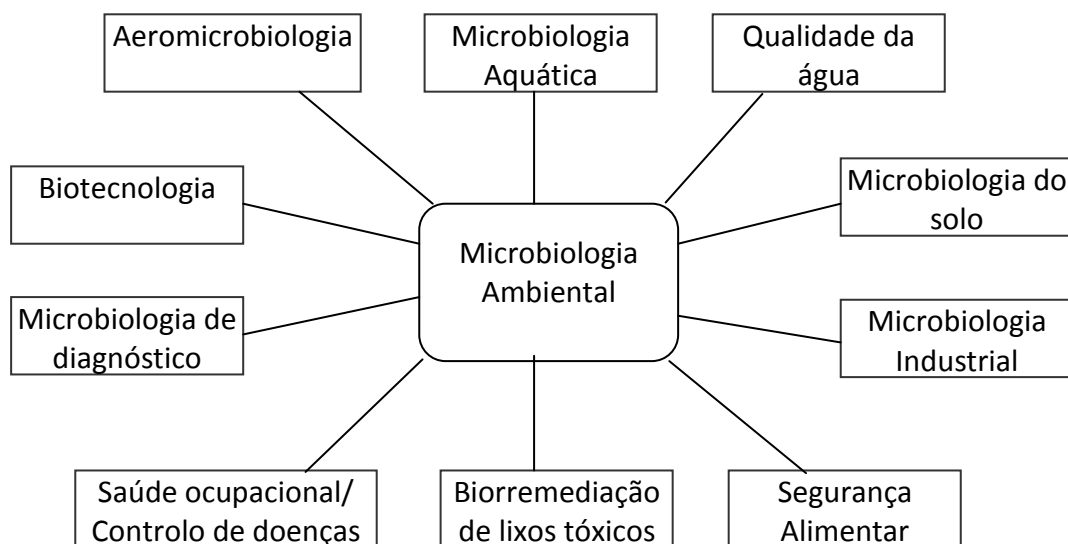 Aeromicrobiologia
Microbiologia
Aquática
Qualidade da
água
Biotecnologia
Microbiologia do
solo
Microbiologia
Ambiental
Microbiologia de
diagnóstico
Microbiologia
Industrial
Saúde ocupacional/
Controlo de doenças
Biorremediação
de lixos tóxicos
Segurança
Alimentar